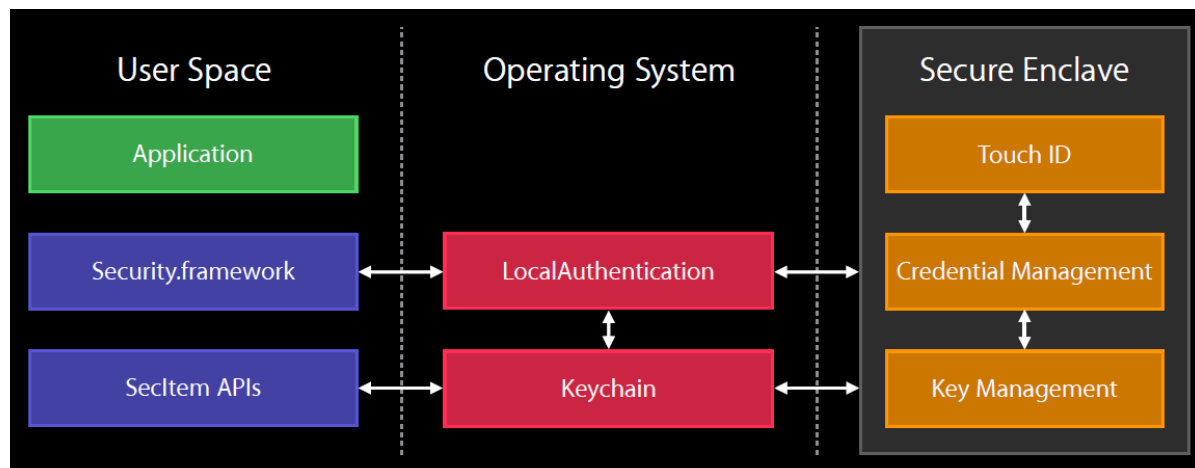 User Space
Operating System
Secure Enclave
Application
Touch ID
Security.framework
LocalAuthentication
Credential Management
SecItem APIs
Keychain
Key Management